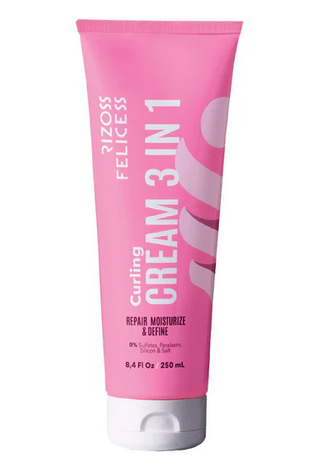 RIZOSS
FELICESS
Curling
CREAM 3 IN 1
REPAIR MOISTURIZE
& DEFINE
0% Sulfates, Parabens,
Silicon & Salt
8,4 Fl Oz / 250 mL